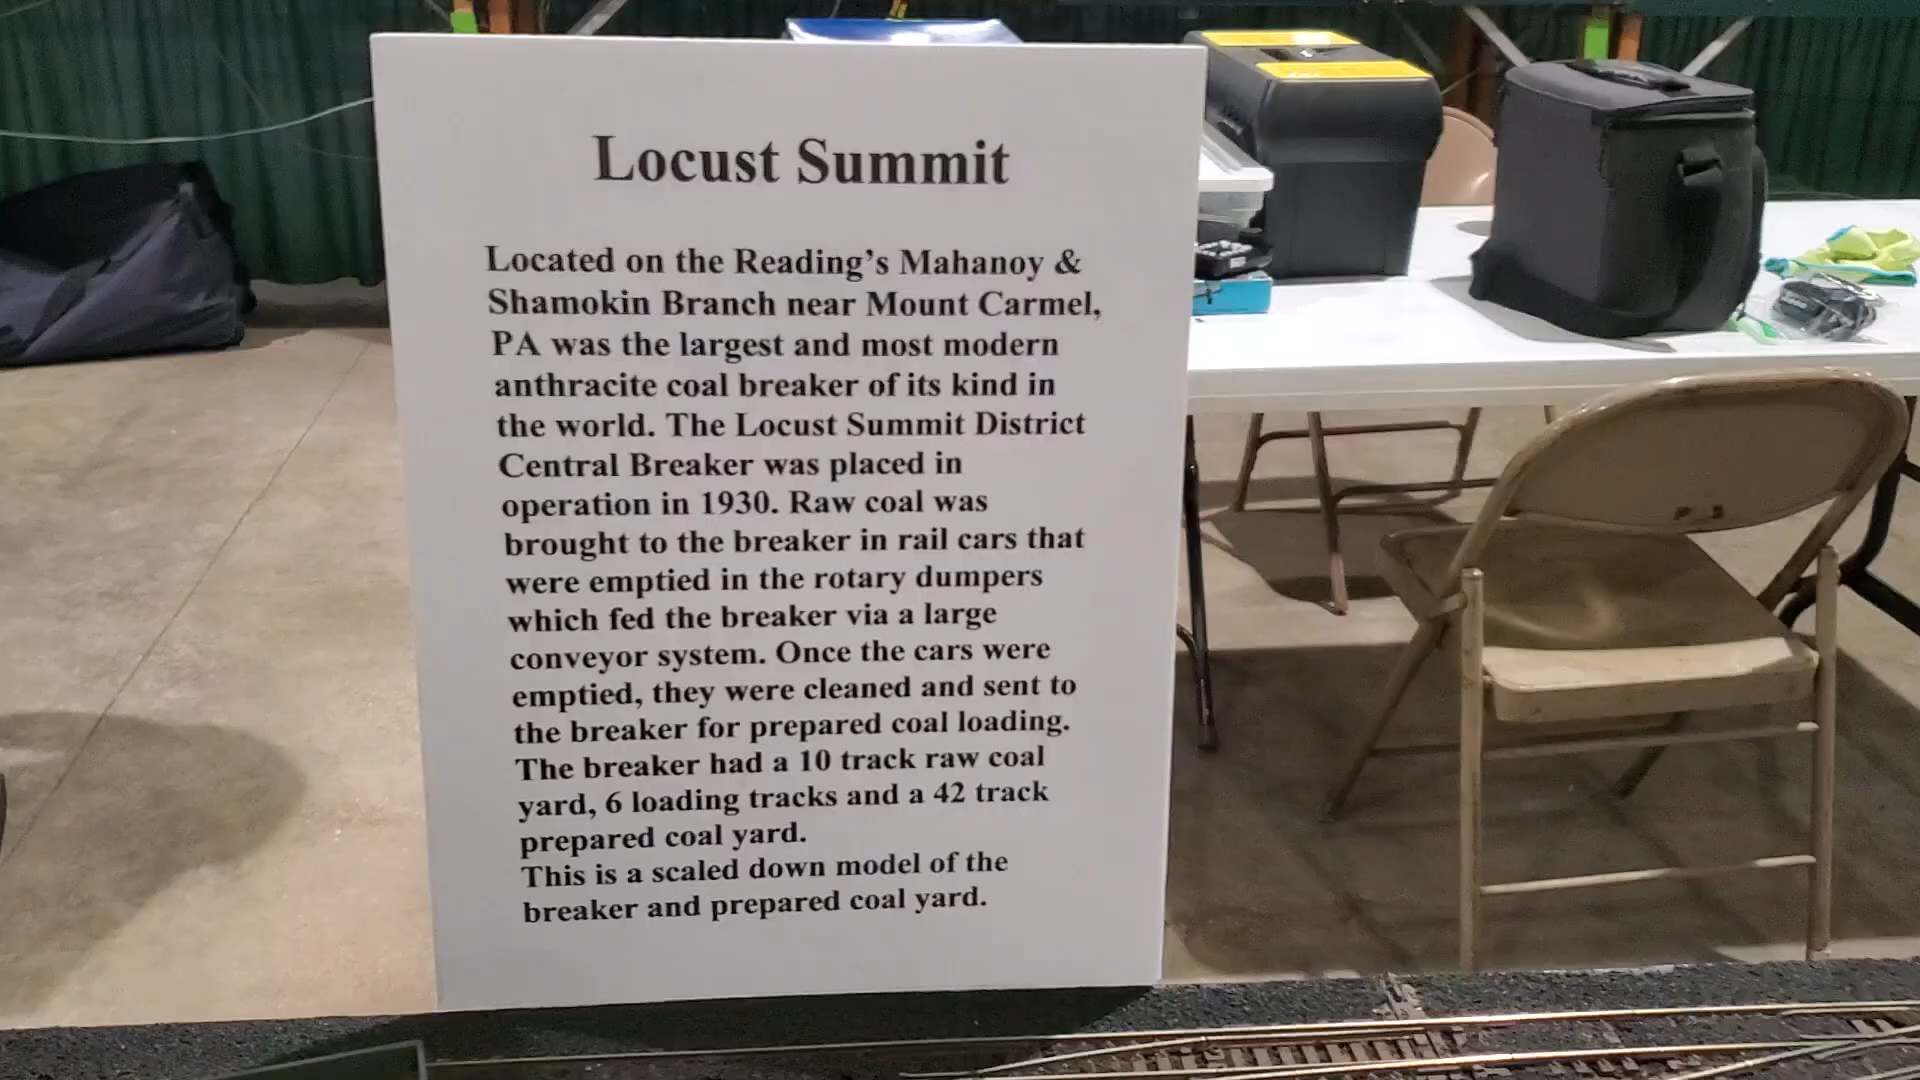 Locust Summit
Located on the Reading's Mahanoy &
Shamokin Branch near Mount Carmel,
PA was the largest and most modern
anthracite coal breaker of its kind in
the world. The Locust Summit District
Central Breaker was placed in
operation in 1930. Raw coal was
brought to the breaker in rail cars that
were emptied in the rotary dumpers
which fed the breaker via a large
conveyor system. Once the cars were
emptied, they were cleaned and sent to
the breaker for prepared coal loading.
The breaker had a 10 track raw coal
yard, 6 loading tracks and a 42 track
prepared coal yard.
This is a scaled down model of the
breaker and prepared coal yard.